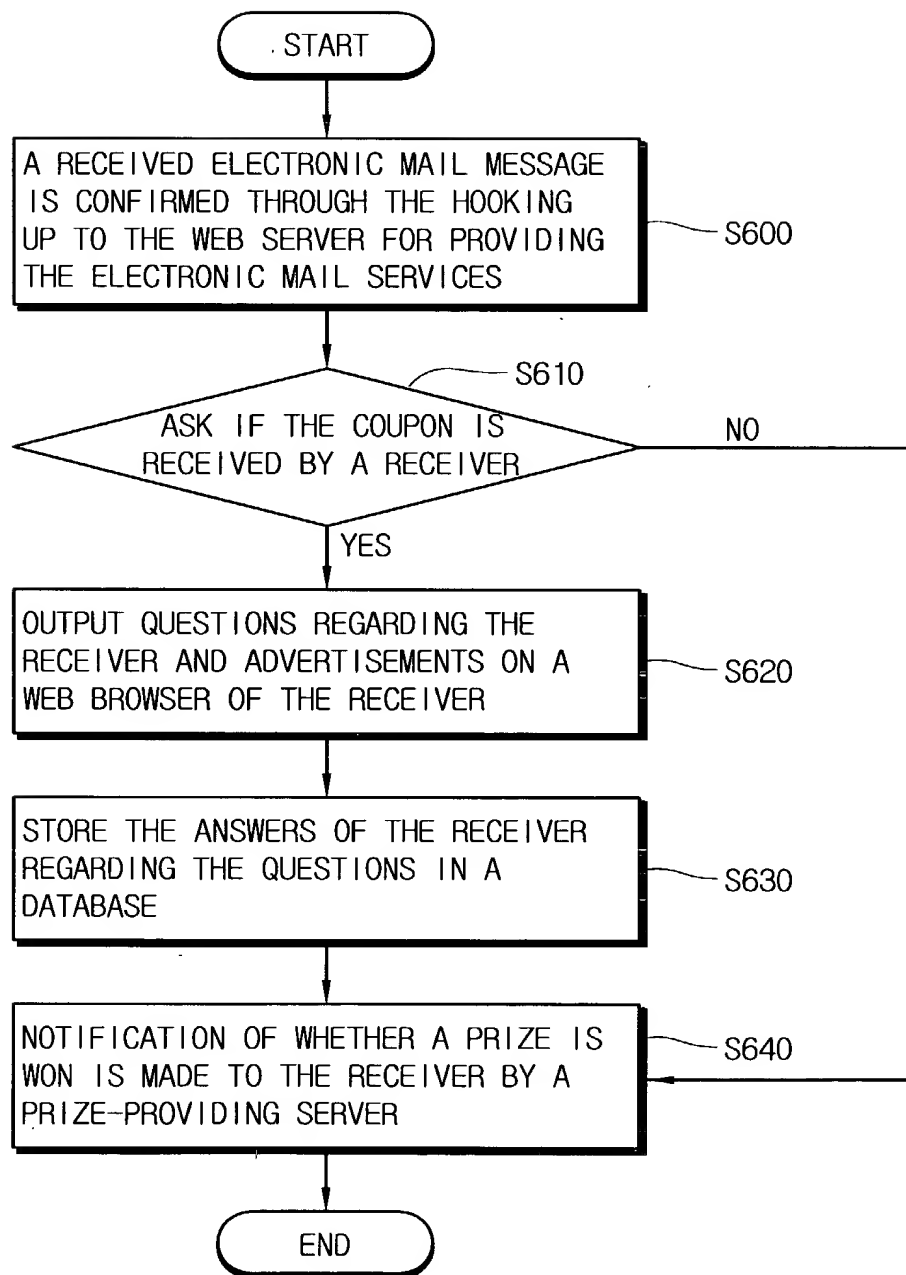 START
A RECEIVED ELECTRONIC MAIL MESSAGE
IS CONFIRMED THROUGH THE HOOKING
UP TO THE WEB SERVER FOR PROVIDING
THE ELECTRONIC MAIL SERVICES
S600
S610
ASK IF THE COUPON IS
RECEIVED BY A RECEIVER
NO
YES
OUTPUT QUESTIONS REGARDING THE
RECEIVER AND ADVERTISEMENTS ON A
WEB BROWSER OF THE RECEIVER
S620
STORE THE ANSWERS OF THE RECEIVER
REGARDING THE QUESTIONS IN A
DATABASE
S630
NOTIFICATION OF WHETHER A PRIZE IS
WON IS MADE TO THE RECEIVER BY A
PRIZE-PROVIDING SERVER
S640
END